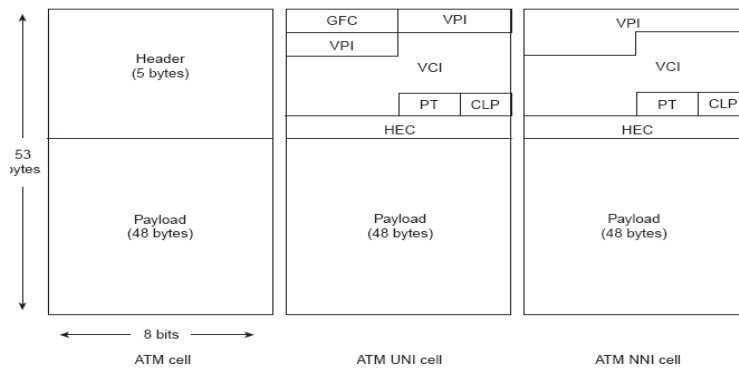 GFC VPI VPI
VPI
Header
(5 bytes)
VCI VCI
PT CLP PT CLP
HEC HEC
53
bytes
Payload
(48 bytes)
Payload
(48 bytes)
Payload
(48 bytes)
8 bits
ATM cell ATM UNI cell ATM NNI cell